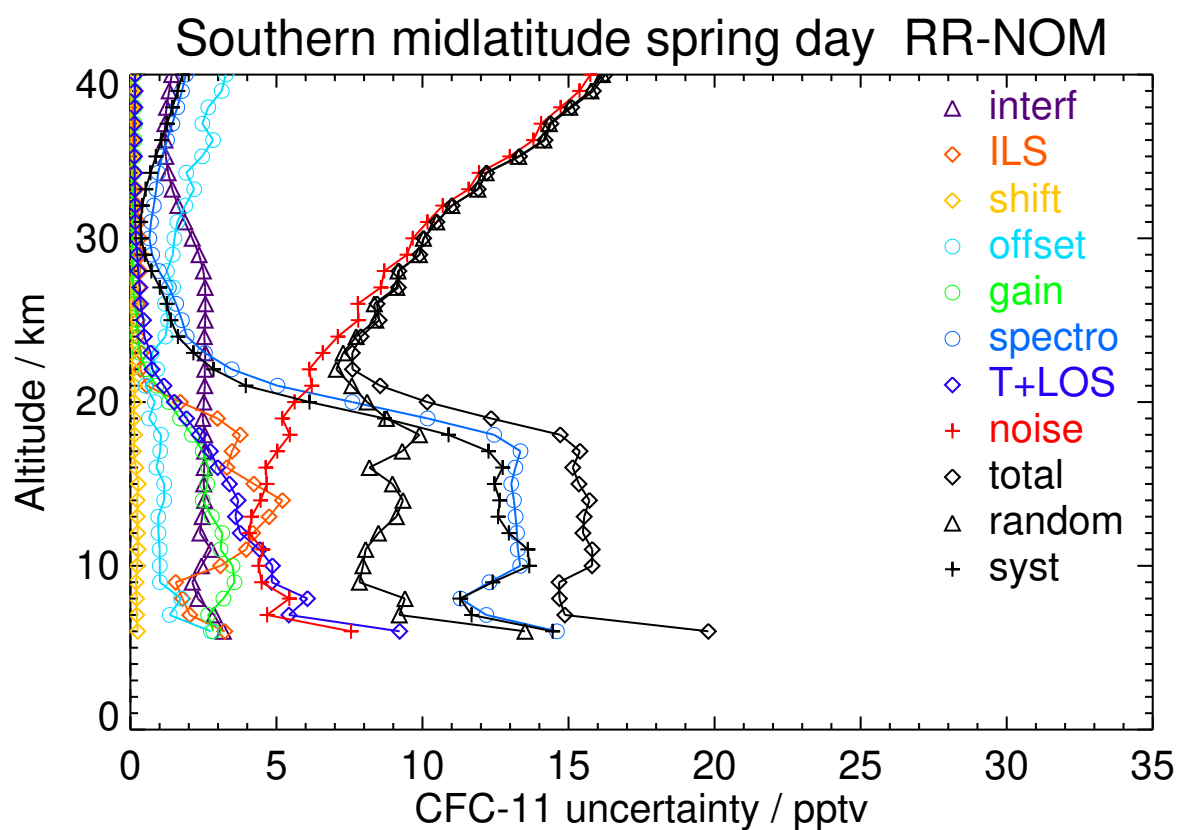 Southern midlatitude spring day RR-NOM
40
30
20
10
0
Altitude / km
interf
ILS
shift
offset
gain
spectro
T+LOS
noise
total
random
syst
0 5 10 15 20 25 30 35
CFC-11 uncertainty / pptv